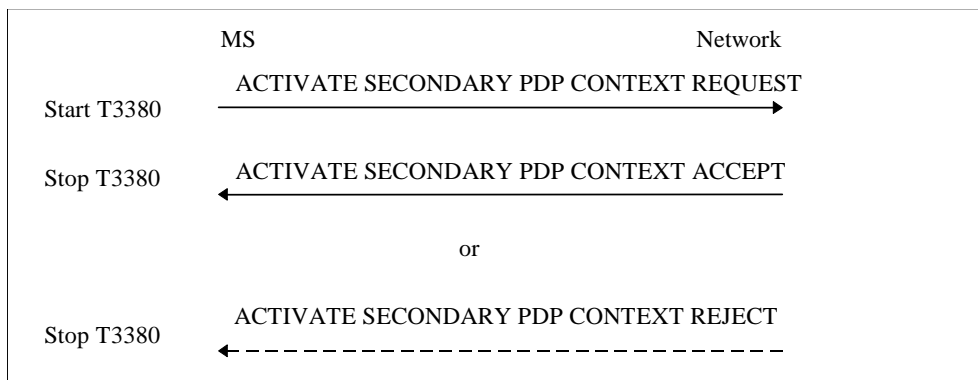 MS Network
ACTIVATE SECONDARY PDP CONTEXT REQUEST
Start T3380
ACTIVATE SECONDARY PDP CONTEXT ACCEPT
Stop T3380
or
ACTIVATE SECONDARY PDP CONTEXT REJECT
Stop T3380